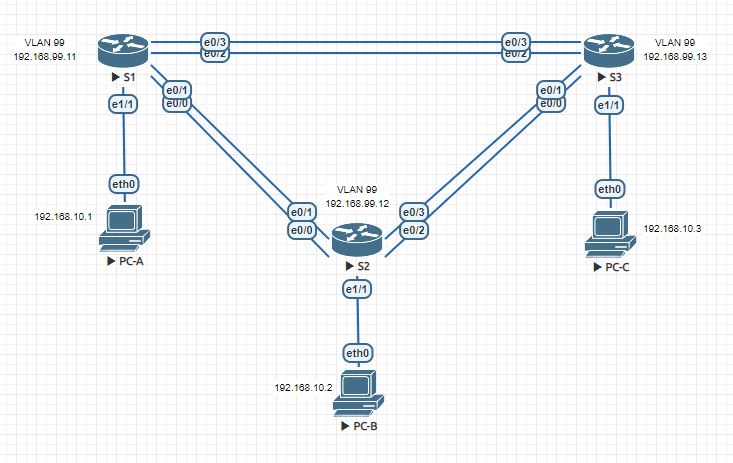 VLAN 99
192.168.99.11
S1
e0/3
e0/2
e0/3
e0/2
VLAN 99
192.168.99.13
S3
e0/1
e0/0
e0/1
e0/0
e1/1
e1/1
eth0
192.168.10.1
PC-A
VLAN 99
192.168.99.12
e0/1
e0/0
e0/3
e0/2
S2
eth0
192.168.10.3
PC-C
e1/1
eth0
192.168.10.2
PC-B